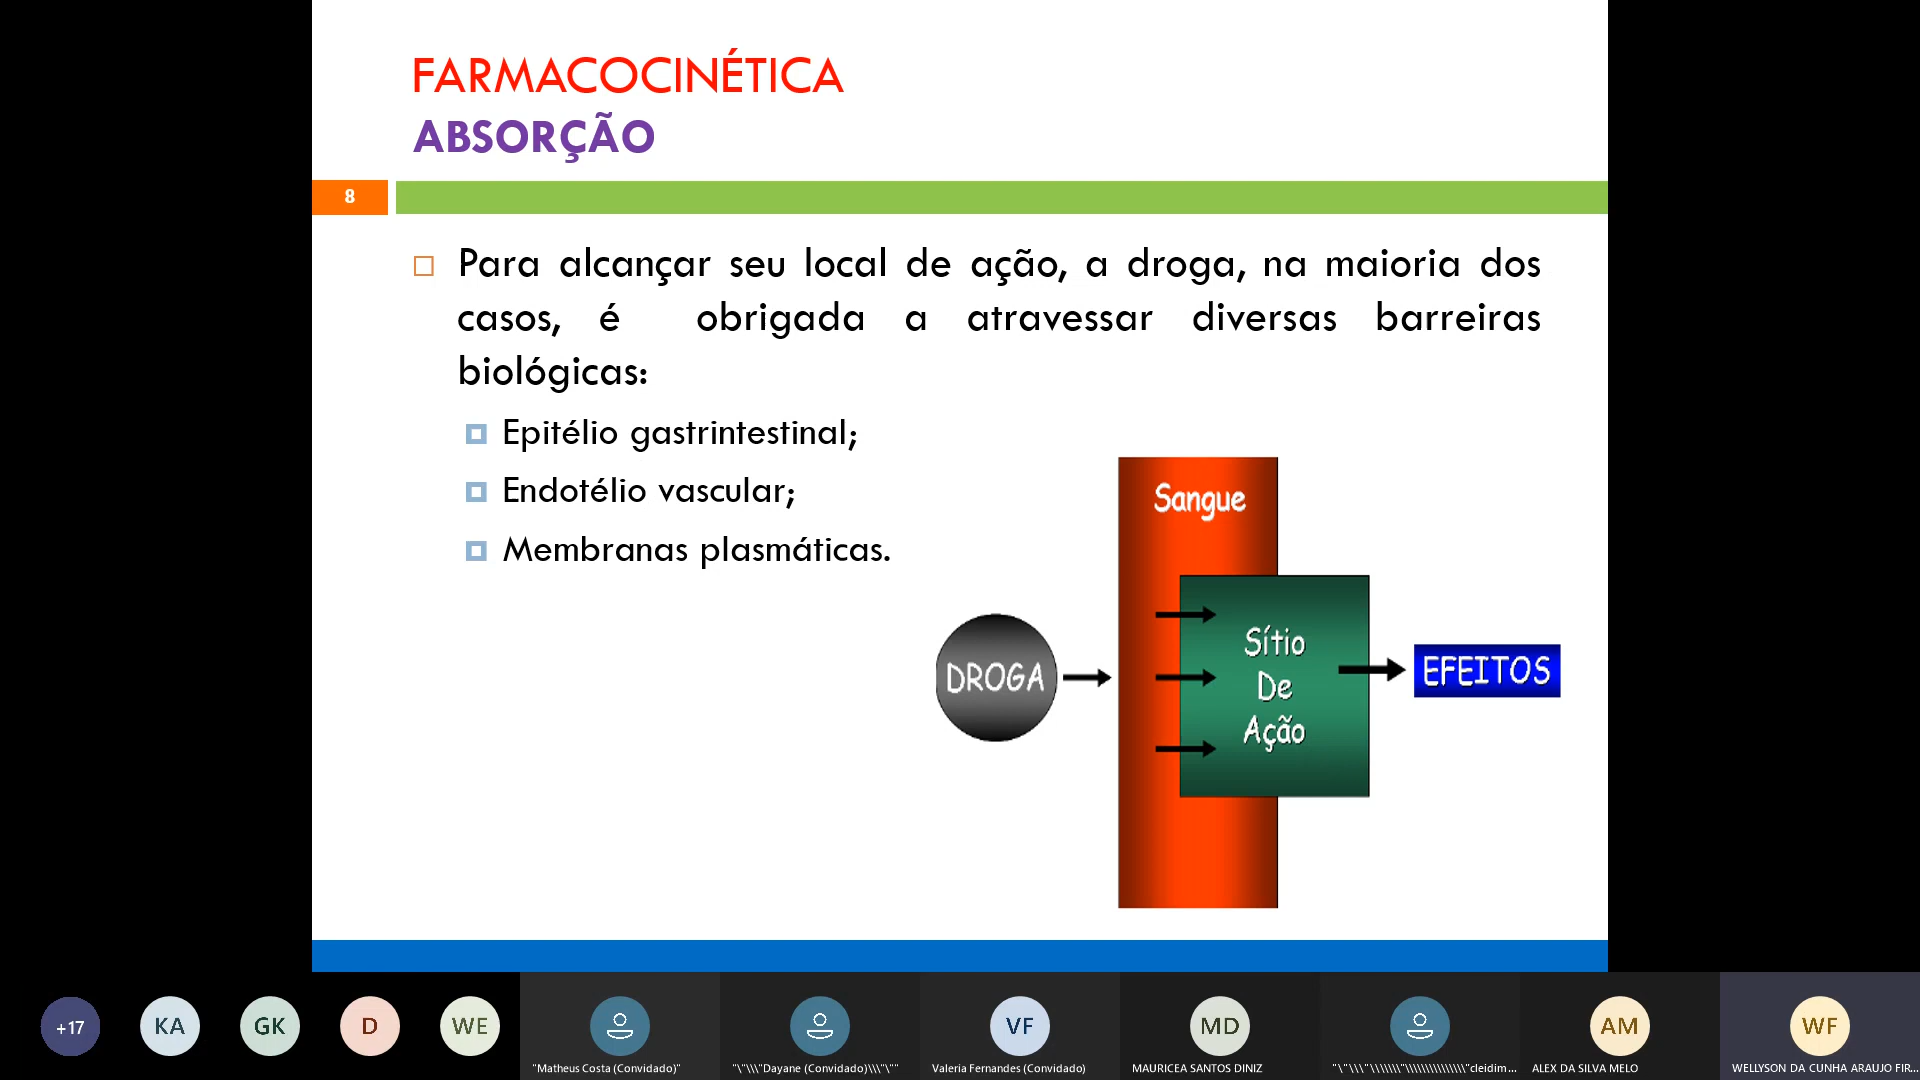 FARMACOCINÉTICA
ABSORÇÃO
8
Para alcançar seu local de ação, a droga, na maioria dos
casos, é obrigada a atravessar diversas barreiras
biológicas:
Epitélio gastrintestinal;
Endotélio vascular;
Membranas plasmáticas.
Sangue
DROGA
Sítio
De
Ação
EFEITOS
+17
KA
GK
D
WE
VF
MD
AM
WF
"Matheus Costa (Convidado)"
"\"\\\"Dayane (Convidado)\\\"\""
Valeria Fernandes (Convidado)
MAURICEA SANTOS DINIZ
"\"\\\"\\\\\\\"\\\\\\\\\\\\\\\"cleidim...
ALEX DA SILVA MELO
WELLYSON DA CUNHA ARAUJO FIR...